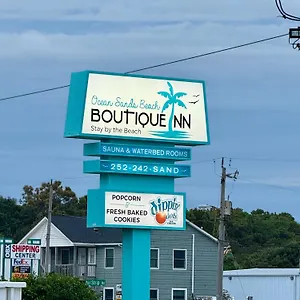 Ocean Sands Beach
BOUTIQUE INN
Stay by the Beach
SAUNA & WATERBED ROOMS
252-242-SAND
POPCORN
&
FRESH BAKED
COOKIES
SHIPPING
CENTER
FedEx